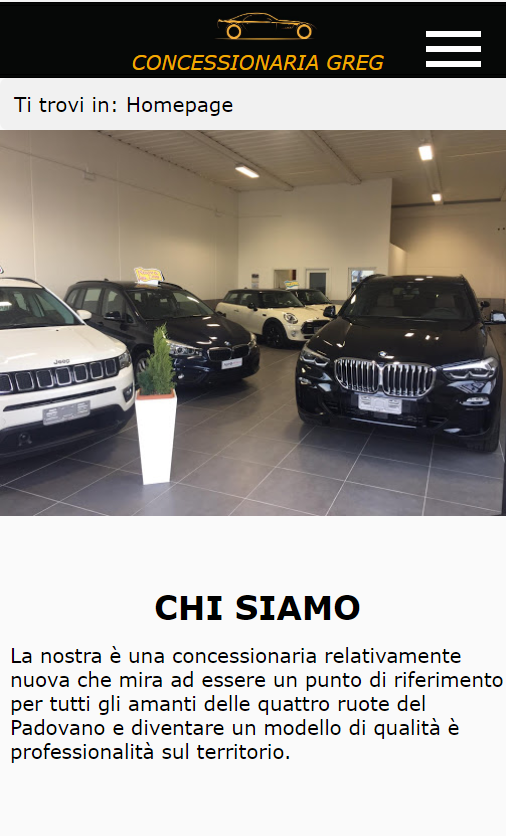 CONCESSIONARIA GREG
Ti trovi in: Homepage
Jeep
CHI SIAMO
La nostra è una concessionaria relativamente
nuova che mira ad essere un punto di riferimento
per tutti gli amanti delle quattro ruote del
Padovano e diventare un modello di qualità è
professionalità sul territorio.